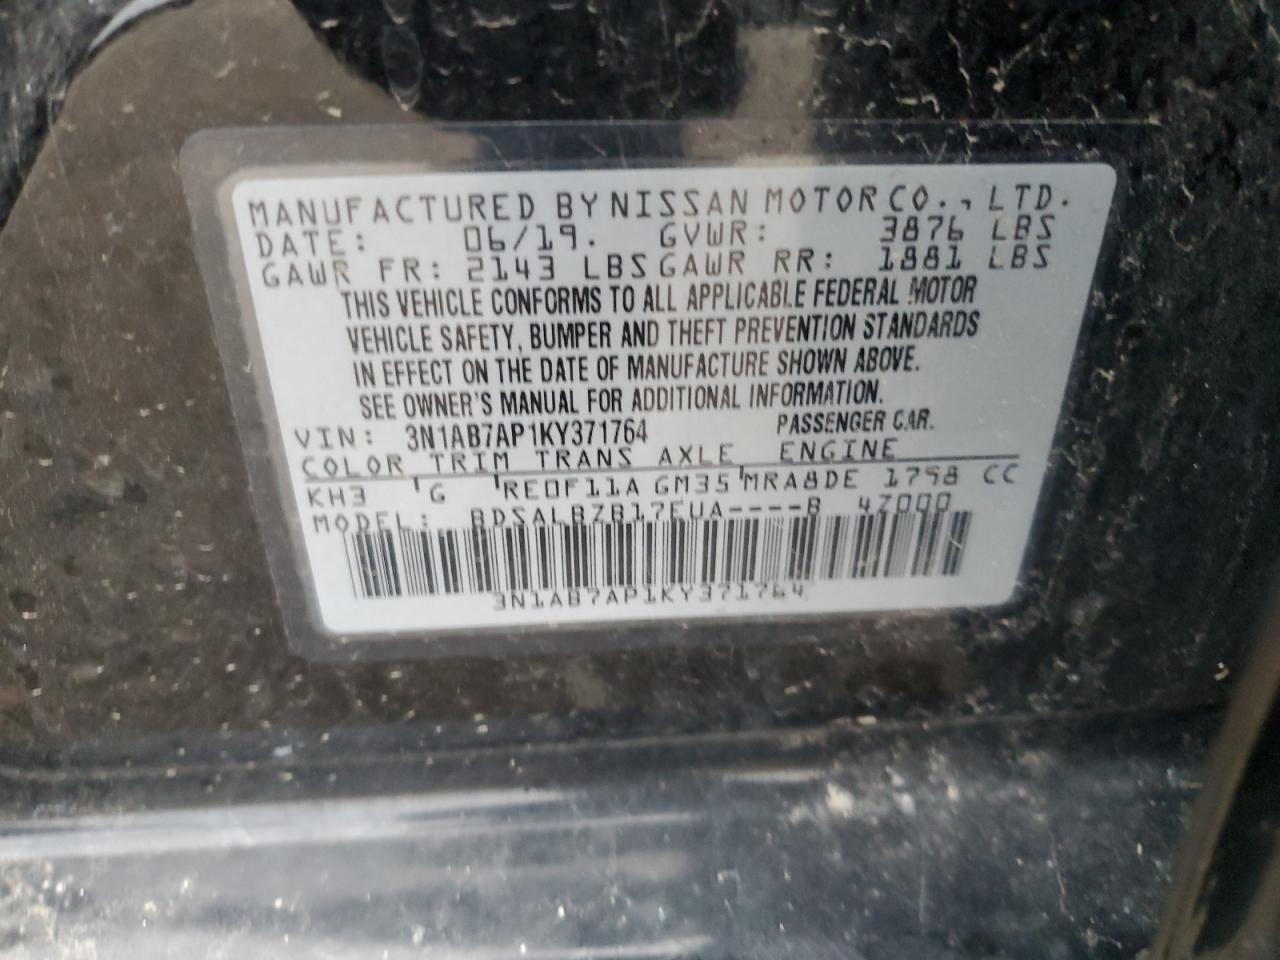 MANUFACTURED BY NISSAN MOTOR CO., LTD.
DATE: 06/19. GVWR: 3876 LBS
GAWR FR: 2143 LBS GAWR RR: 1881 LBS
THIS VEHICLE CONFORMS TO ALL APPLICABLE FEDERAL MOTOR
VEHICLE SAFETY, BUMPER AND THEFT PREVENTION STANDARDS
IN EFFECT ON THE DATE OF MANUFACTURE SHOWN ABOVE.
SEE OWNER'S MANUAL FOR ADDITIONAL INFORMATION.
VIN: 3N1AB7AP1KY371764 PASSENGER CAR.
COLOR TRIM TRANS AXLE ENGINE
KH3 G RE0F11A GM35 MRA8DE 1798 CC
MODEL: BDSALBZB17EUA----B 4Z000
3N1AB7AP1KY371764